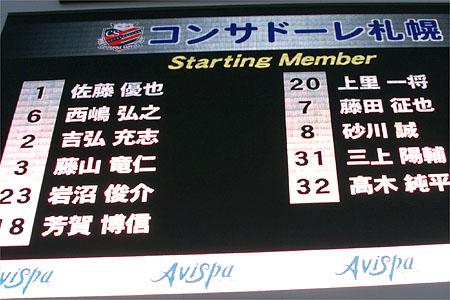 コンサドーレ札幌
Starting Member
1 佐藤 優也
6 西嶋 弘之
2 吉弘 充志
3 藤山 竜仁
23 岩沼 俊介
18 芳賀 博信
20 上里 一将
7 藤田 征也
8 砂川 誠
31 三上 陽輔
32 高木 純平
Avispa Avispa Avispa